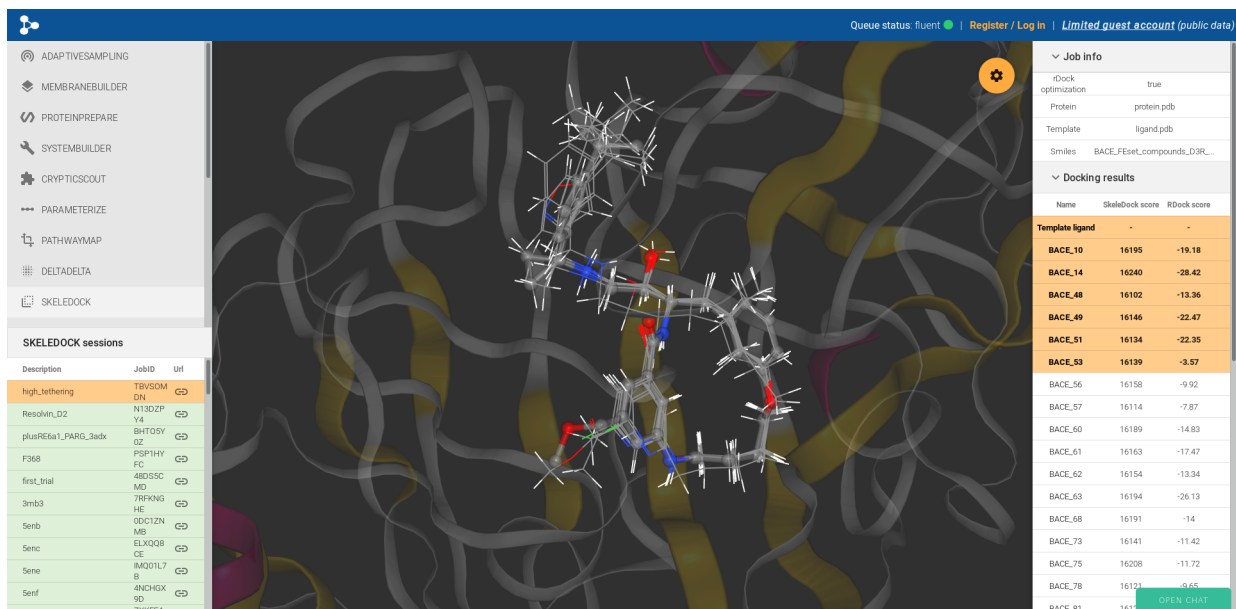 Queue status: fluent | Register / Log in | Limited guest account (public data)
ADAPTIVESAMPLING
MEMBRANEBUILDER
PROTEINPREPARE
SYSTEMBUILDER
CRYPTICSCOUT
PARAMETERIZE
PATHWAYMAP
DELTADELTA
SKELEDOCK
SKELEDOCK sessions
Description JobID Url
high_tethering TBVSOM
DN
Resolvin_D2 N13DZP
Y4
plusRE6a1_PARG_3adx BHTO5Y
0Z
F368 PSP1HY
FC
first_trial 48DS5C
MD
3mb3 7RFKNG
HE
5enb 0DC1ZN
MB
5enc ELXQQ8
CE
5ene IMQ01L7
B
5enf 4NCHGX
9D
Job info
rDock
optimization true
Protein protein.pdb
Template ligand.pdb
Smiles BACE_FEset_compounds_D3R_...
Docking results
Name SkeleDock score RDock score
Template ligand - -
BACE_10 16195 -19.18
BACE_14 16240 -28.42
BACE_48 16102 -13.36
BACE_49 16146 -22.47
BACE_51 16134 -22.35
BACE_53 16139 -3.57
BACE_56 16158 -9.92
BACE_57 16114 -7.87
BACE_60 16189 -14.83
BACE_61 16163 -17.47
BACE_62 16154 -13.34
BACE_63 16194 -26.13
BACE_68 16191 -14
BACE_73 16141 -11.42
BACE_75 16208 -11.72
BACE_78 16121 -9.65
BACE_81
OPEN CHAT